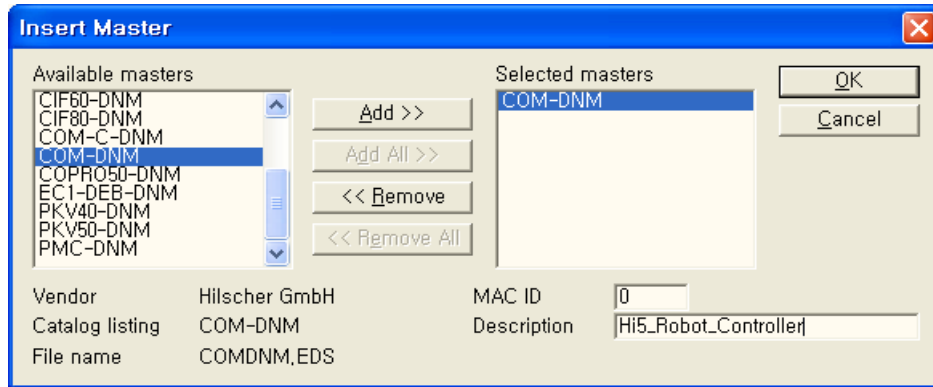 Insert Master
Available masters
CIF60-DNM
CIF80-DNM
COM-C-DNM
COM-DNM
COPRO50-DNM
EC1-DEB-DNM
PKV40-DNM
PKV50-DNM
PMC-DNM
Add >>
Add All >>
<< Remove
<< Remove All
Selected masters
COM-DNM
OK
Cancel
Vendor Hilscher GmbH
Catalog listing COM-DNM
File name COMDNM.EDS
MAC ID 0
Description Hi5_Robot_Controller